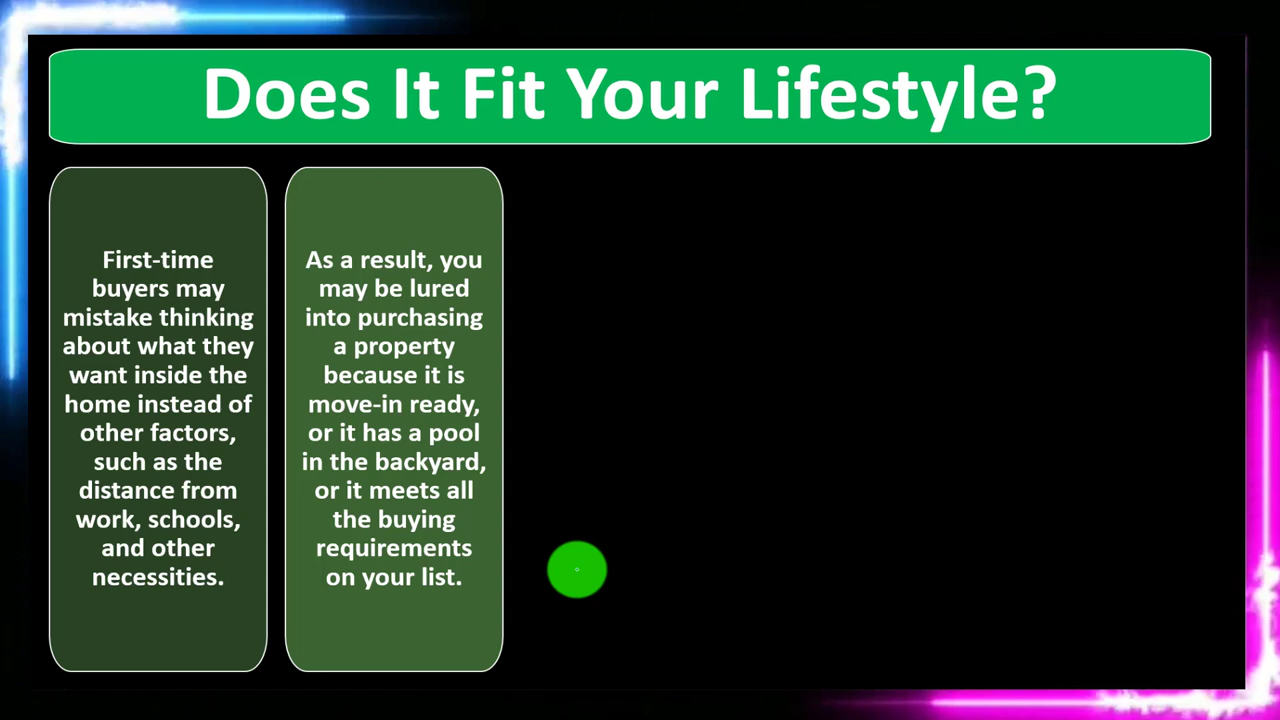 Does It Fit Your Lifestyle?
First-time
buyers may
mistake thinking
about what they
want inside the
home instead of
other factors,
such as the
distance from
work, schools,
and other
necessities.
As a result, you
may be lured
into purchasing
a property
because it is
move-in ready,
or it has a pool
in the backyard,
or it meets all
the buying
requirements
on your list.